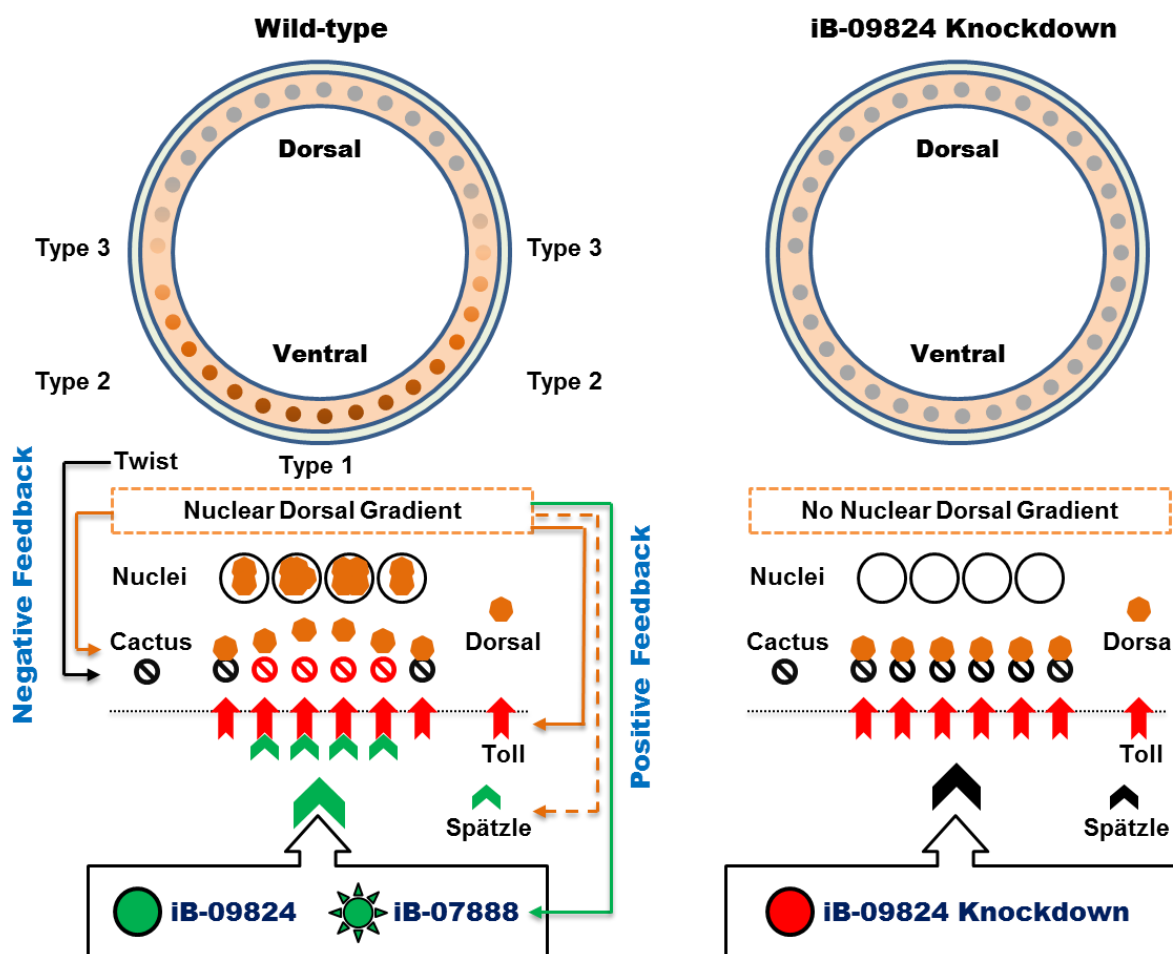 Wild-type
Dorsal
Type 3
Type 3
Ventral
Type 2
Type 2
Type 1
Twist
Negative Feedback
Positive Feedback
Nuclear Dorsal Gradient
Nuclei
Cactus
Dorsal
Toll
Spätzle
iB-09824
iB-07888
iB-09824 Knockdown
Dorsal
Ventral
No Nuclear Dorsal Gradient
Nuclei
Cactus
Dorsa
Toll
Spätzle
iB-09824 Knockdown